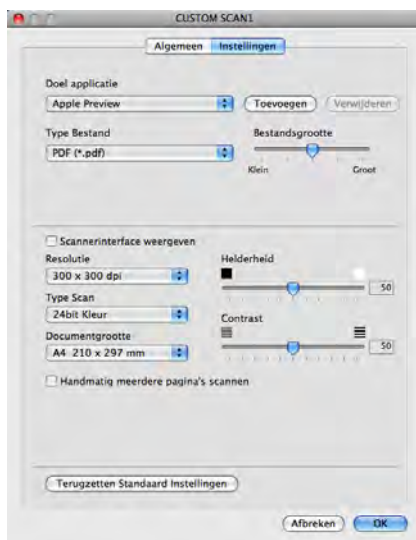 CUSTOM SCAN1
Algemeen Instellingen
Doel applicatie
Apple Preview Toevoegen Verwijderen
Type Bestand Bestandsgrootte
PDF (*.pdf)
Klein Groot
Scannerinterface weergeven
Resolutie Helderheid
300 x 300 dpi
50
Type Scan
24bit Kleur
Contrast
Documentgrootte
A4 210 x 297 mm 50
Handmatig meerdere pagina's scannen
Terugzetten Standaard Instellingen
Afbreken OK